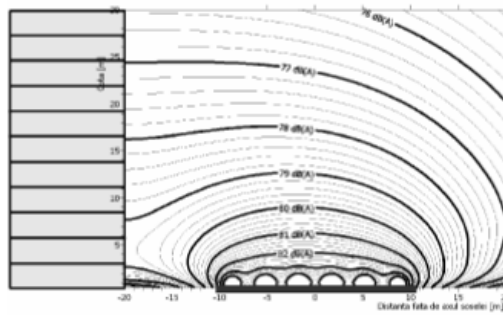 76 dB(A)
77 dB(A)
78 dB(A)
79 dB(A)
80 dB(A)
81 dB(A)
82 dB(A)
Cota [m]
25
20
15
10
5
-20 -15 -10 -5 0 5 10 15
Distanta fata de axul soselei [m]